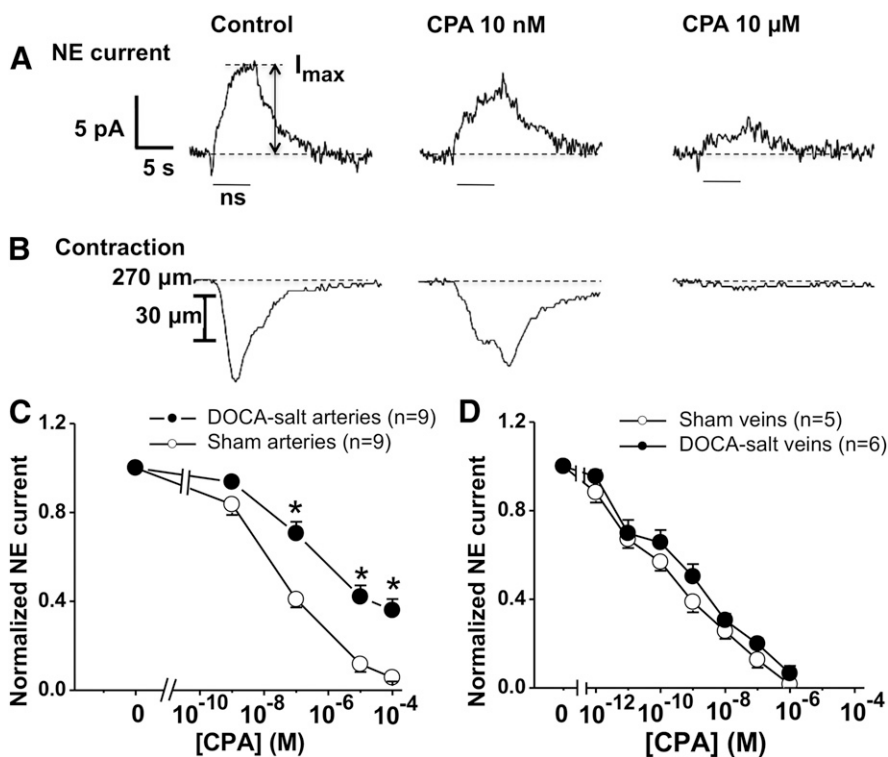 Control CPA 10 nM CPA 10 µM
A NE current
Imax
5 pA
5 s
ns
B Contraction
270 µm
30 µm
C
DOCA-salt arteries (n=9)
Sham arteries (n=9)
Normalized NE current
1.2
0.8
0.4
0.0
* * *
0 10-10 10-8 10-6 10-4
[CPA] (M)
D
Sham veins (n=5)
DOCA-salt veins (n=6)
Normalized NE current
1.2
0.8
0.4
0.0
0 10-12 10-10 10-8 10-6 10-4
[CPA] (M)